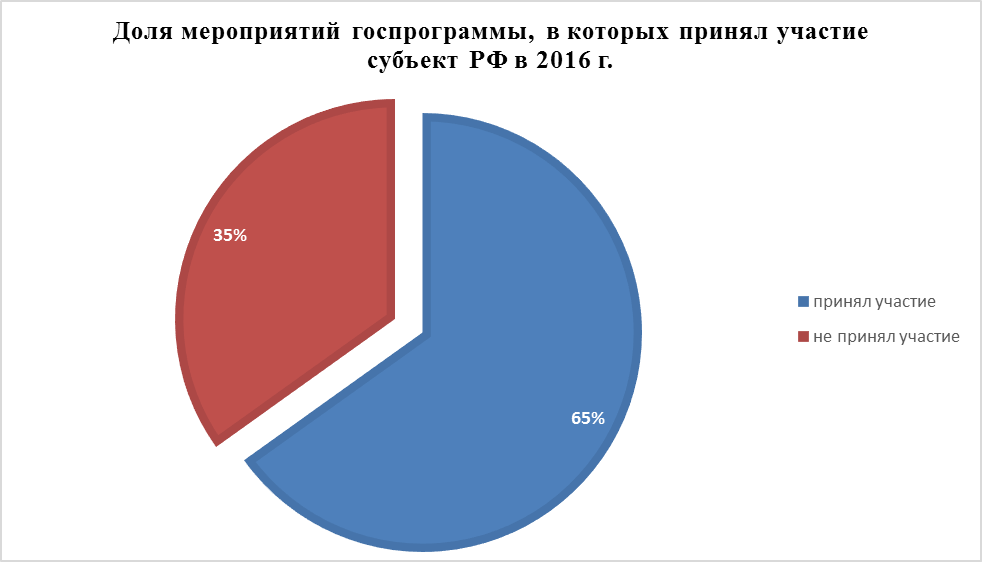 Доля мероприятий госпрограммы, в которых принял участие
субъект РФ в 2016 г.
35%
65%
принял участие
не принял участие